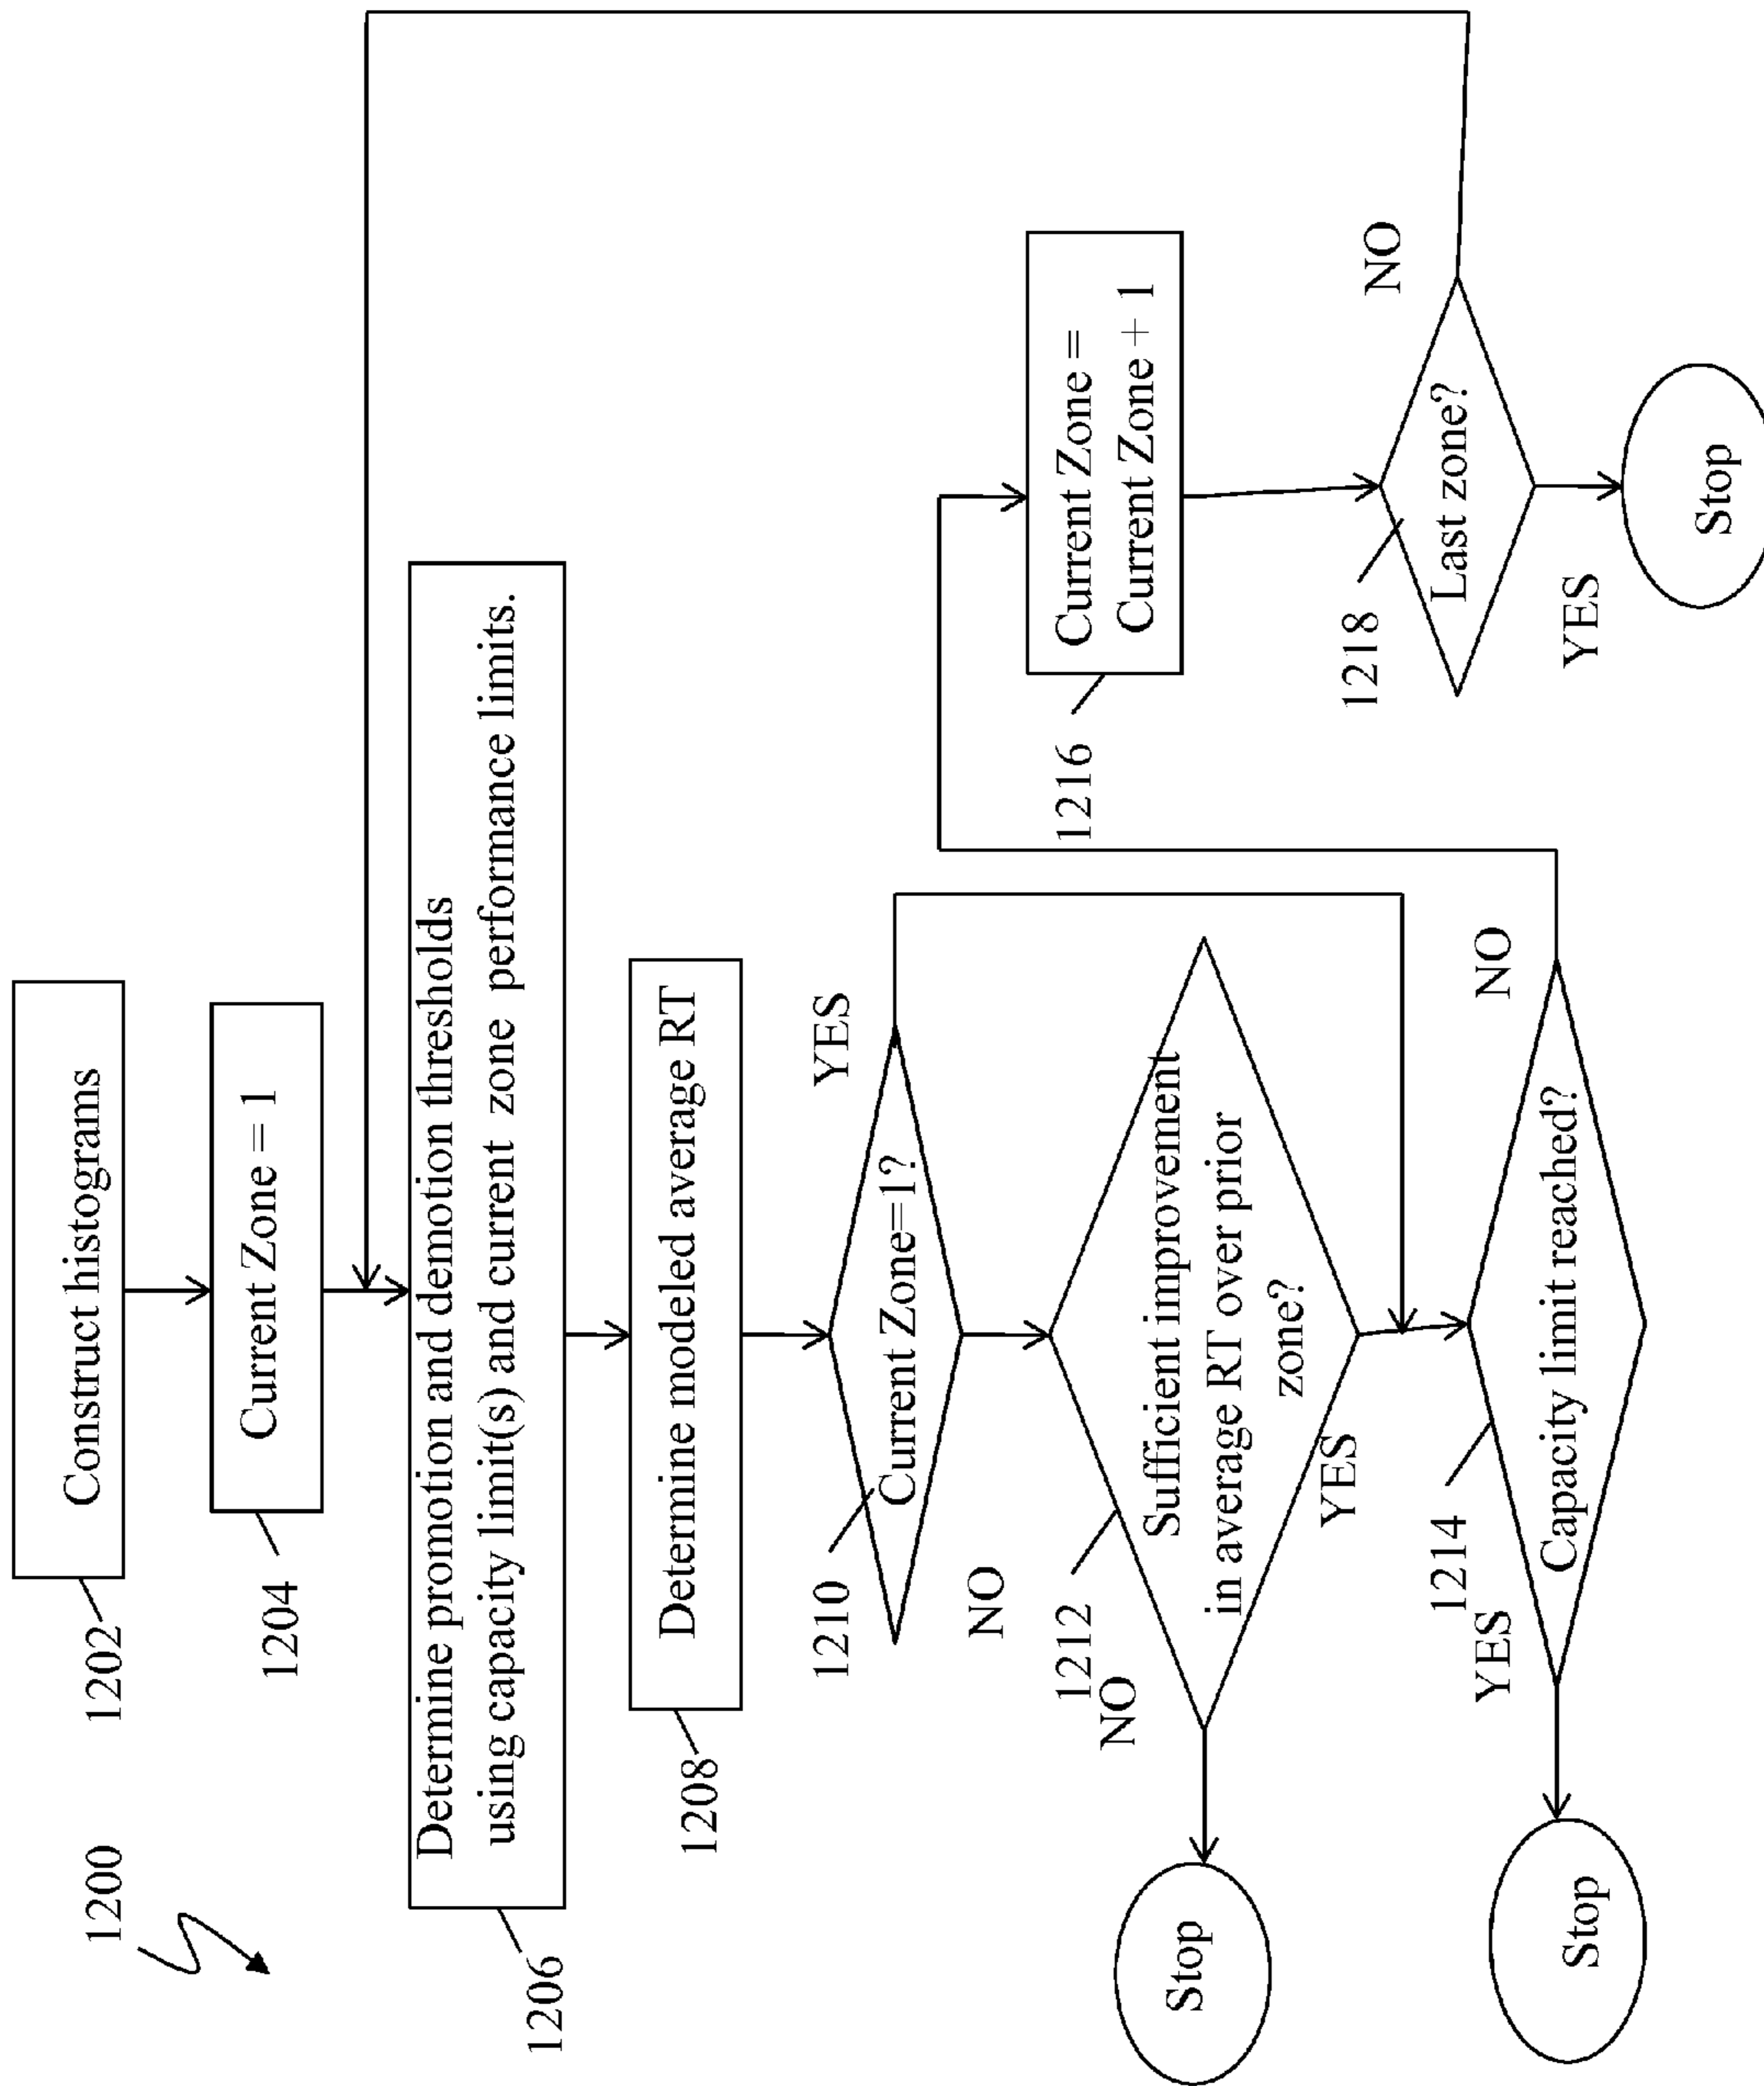 1200
Construct histograms
1202
Current Zone = 1
1204
Determine promotion and demotion thresholds
using capacity limit(s) and current zone performance limits.
1206
Determine modeled average RT
1208
Current Zone=1?
1210
YES
NO
Sufficient improvement
in average RT over prior
zone?
1212
NO
Stop
YES
Capacity limit reached?
1214
YES
Stop
NO
Current Zone =
Current Zone + 1
1216
Last zone?
1218
NO
YES
Stop